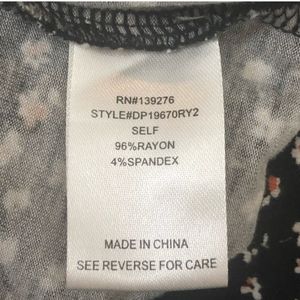 RN#139276
STYLE#DP19670RY2
SELF
96%RAYON
4%SPANDEX
MADE IN CHINA
SEE REVERSE FOR CARE